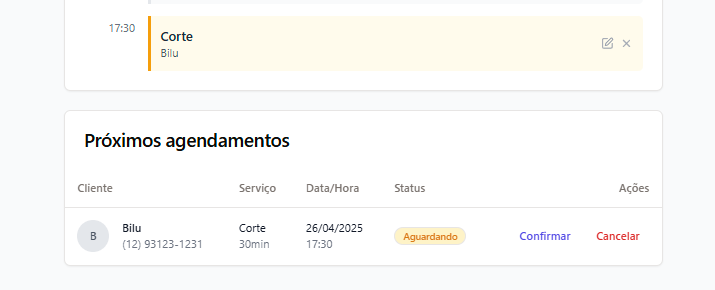 17:30
Corte
Bilu
Próximos agendamentos
Cliente Serviço Data/Hora Status Ações
B Bilu Corte 26/04/2025 Aguardando Confirmar Cancelar
(12) 93123-1231 30min 17:30